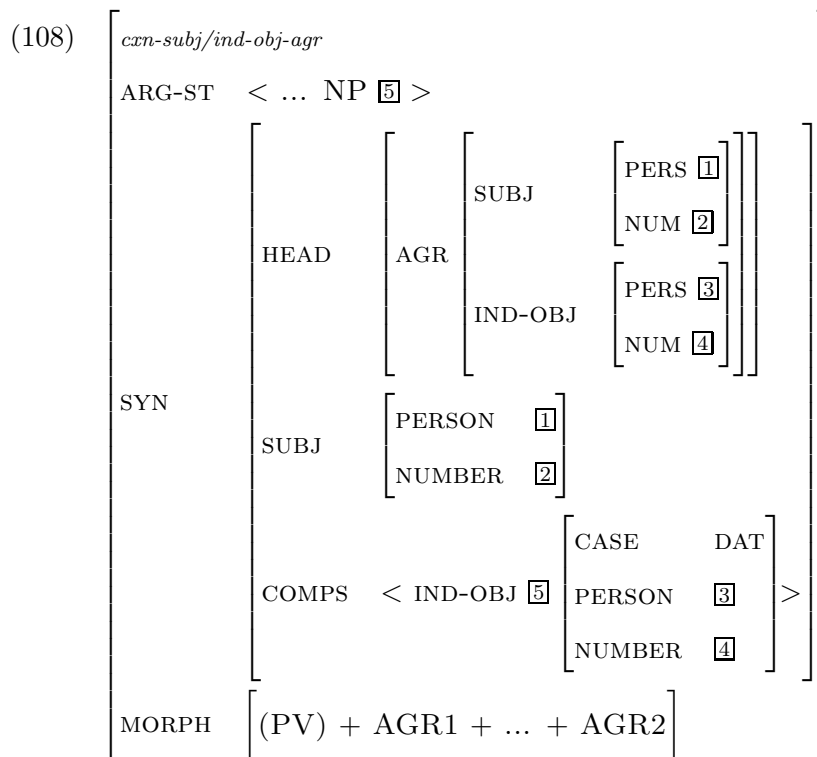 (108) cxn-subj/ind-obj-agr
ARG-ST < ... NP 5 >
PERS 1
SUBJ
NUM 2
HEAD AGR
PERS 3
IND-OBJ
NUM 4
SYN
PERSON 1
SUBJ
NUMBER 2
CASE DAT
COMPS < IND-OBJ 5 PERSON 3 >
NUMBER 4
MORPH (PV) + AGR1 + ... + AGR2